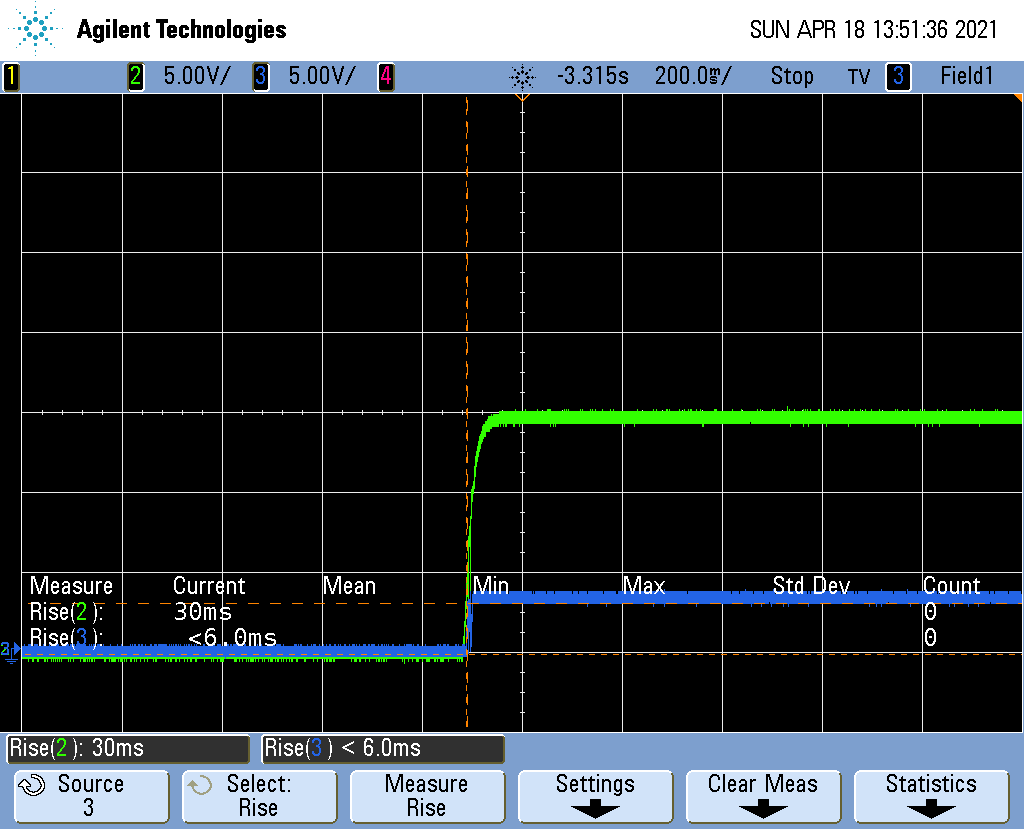 Agilent Technologies SUN APR 18 13:51:36 2021
1 2 5.00V/ 3 5.00V/ 4 -3.315s 200.0ms/ Stop TV 3 Field1
Measure Current Mean Min Max Std Dev Count
Rise(2): 30ms 0
Rise(3): <6.0ms 0
2
Rise(2): 30ms Rise(3) < 6.0ms
Source Select: Measure Settings Clear Meas Statistics
3 Rise Rise